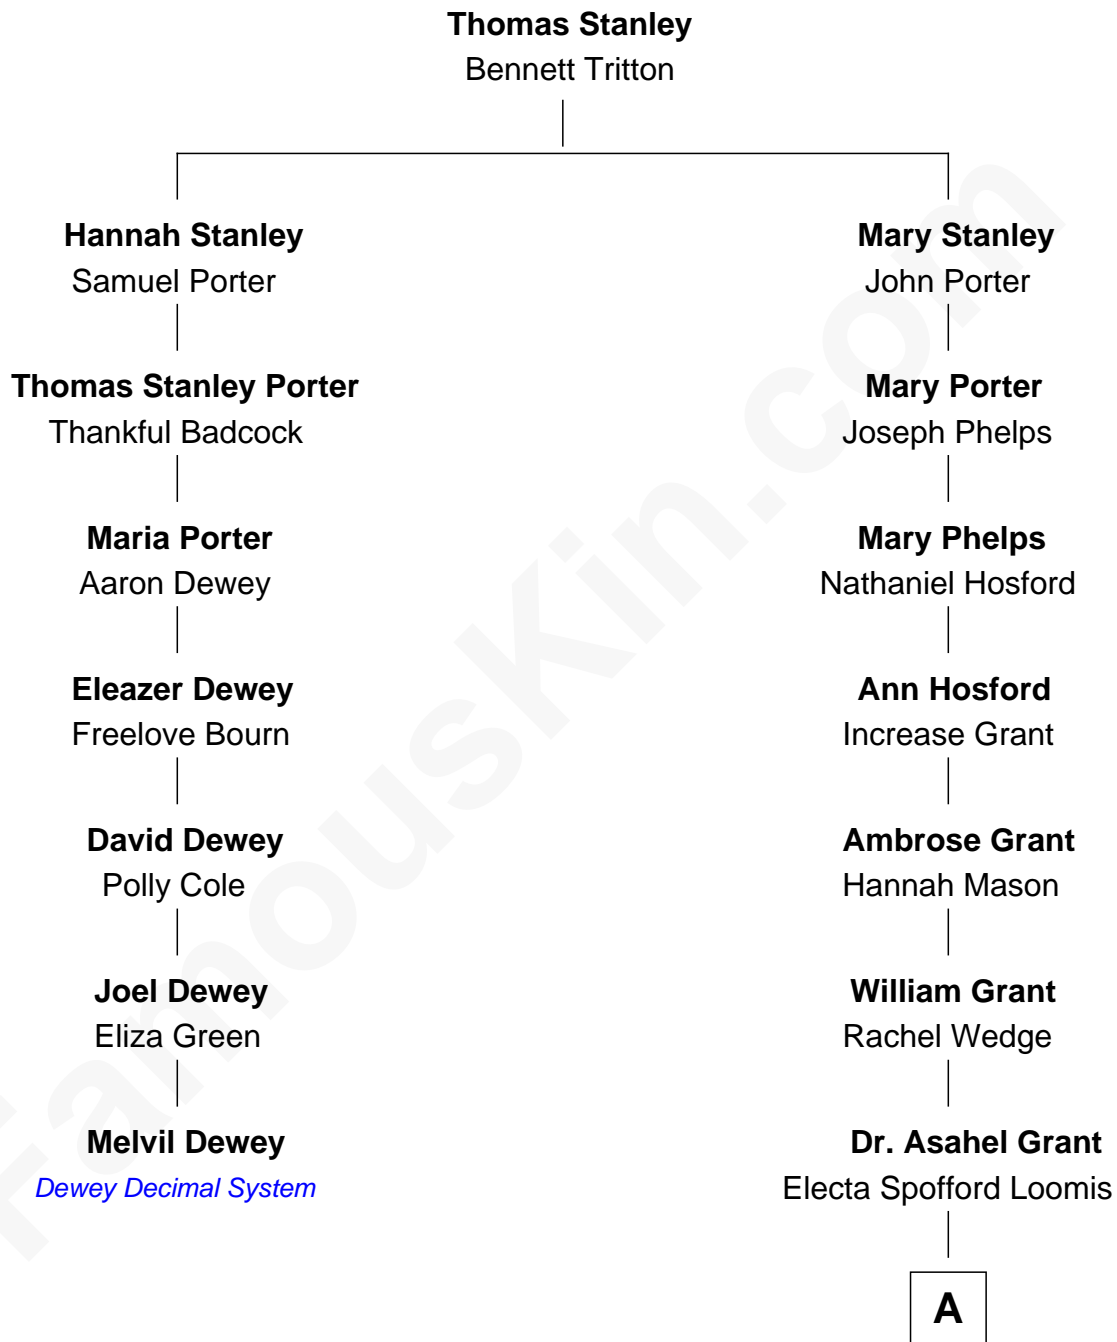 Thomas Stanley
Bennett Tritton
Hannah Stanley
Samuel Porter
Mary Stanley
John Porter
Thomas Stanley Porter
Thankful Badcock
Mary Porter
Joseph Phelps
Maria Porter
Aaron Dewey
Mary Phelps
Nathaniel Hosford
Eleazer Dewey
Freelove Bourn
Ann Hosford
Increase Grant
David Dewey
Polly Cole
Ambrose Grant
Hannah Mason
Joel Dewey
Eliza Green
William Grant
Rachel Wedge
Melvil Dewey
Dewey Decimal System
Dr. Asahel Grant
Electa Spofford Loomis
A
FamousKin.com